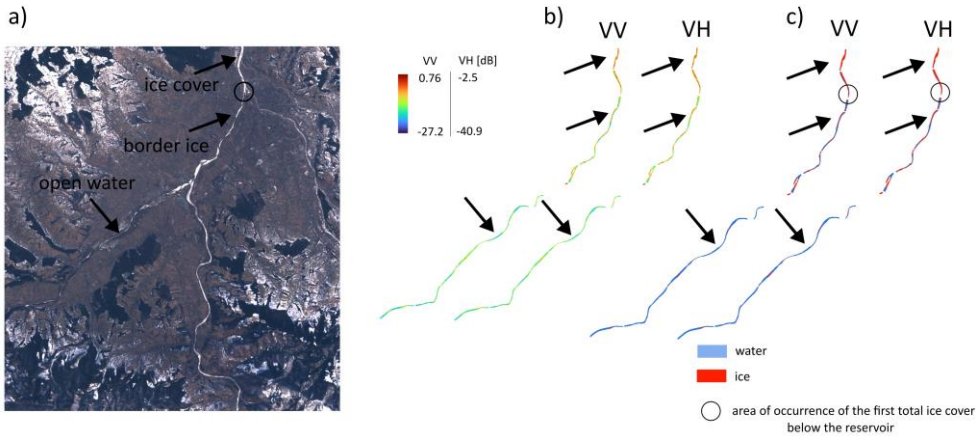 a)
ice cover
border ice
open water
VV VH [dB]
0.76 -2.5
-27.2 -40.9
b) VV VH
c) VV VH
water
ice
area of occurrence of the first total ice cover
below the reservoir